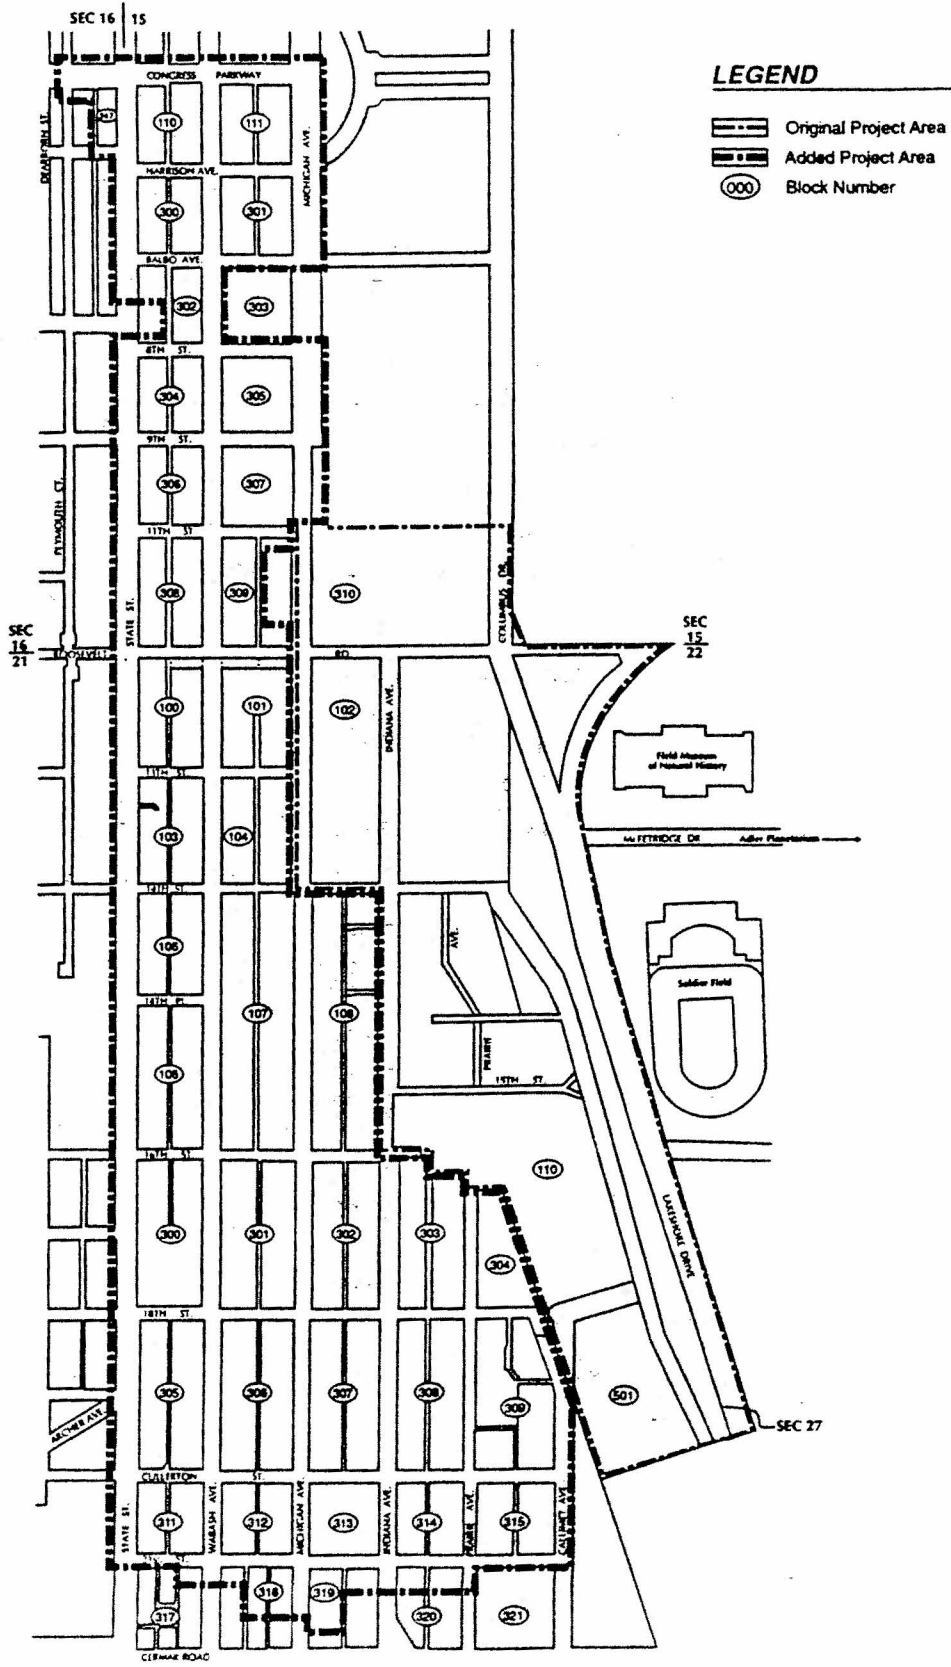 SEC 16 | 15
LEGEND
Original Project Area
Added Project Area
000 Block Number
CONGRESS PARKWAY
DEARBORN ST.
110
111
MICHIGAN AVE.
HARRISON AVE.
300
301
BALBO AVE.
302
303
8TH ST.
304
305
9TH ST.
306
307
PLYMOUTH CT.
11TH ST
308
309
310
COLUMBUS DR.
STATE ST.
SEC
16
21
SEC
15
22
ROOSEVELT
RD
100
101
102
INDIANA AVE.
Field Museum
of Natural History
103
104
McFETRIDGE DR
Adler Planetarium
14TH ST.
AVE.
Soldier Field
14TH PL
107
PRAIRIE
15TH ST.
16TH ST.
110
LAKESHORE DRIVE
300
301
302
303
304
18TH ST.
305
306
307
308
309
501
ARCHER AVE.
SEC 27
CULLERTON ST.
STATE ST.
311
WABASH AVE.
312
MICHIGAN AVE.
313
INDIANA AVE.
314
PRAIRIE AVE.
315
CALUMET AVE.
317
318
319
320
321
CERMAK ROAD